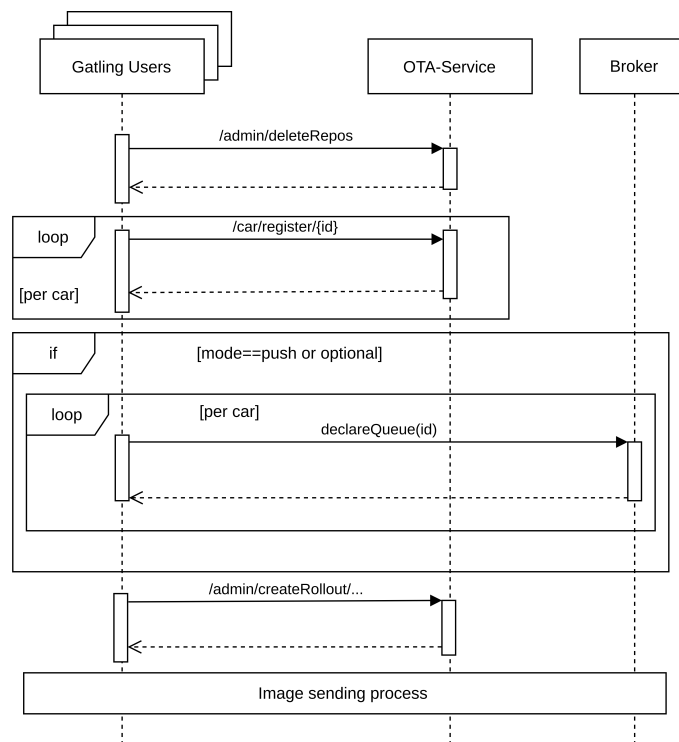 Gatling Users
OTA-Service
Broker
/admin/deleteRepos
loop
/car/register/{id}
[per car]
if
[mode==push or optional]
loop
[per car]
declareQueue(id)
/admin/createRollout/...
Image sending process